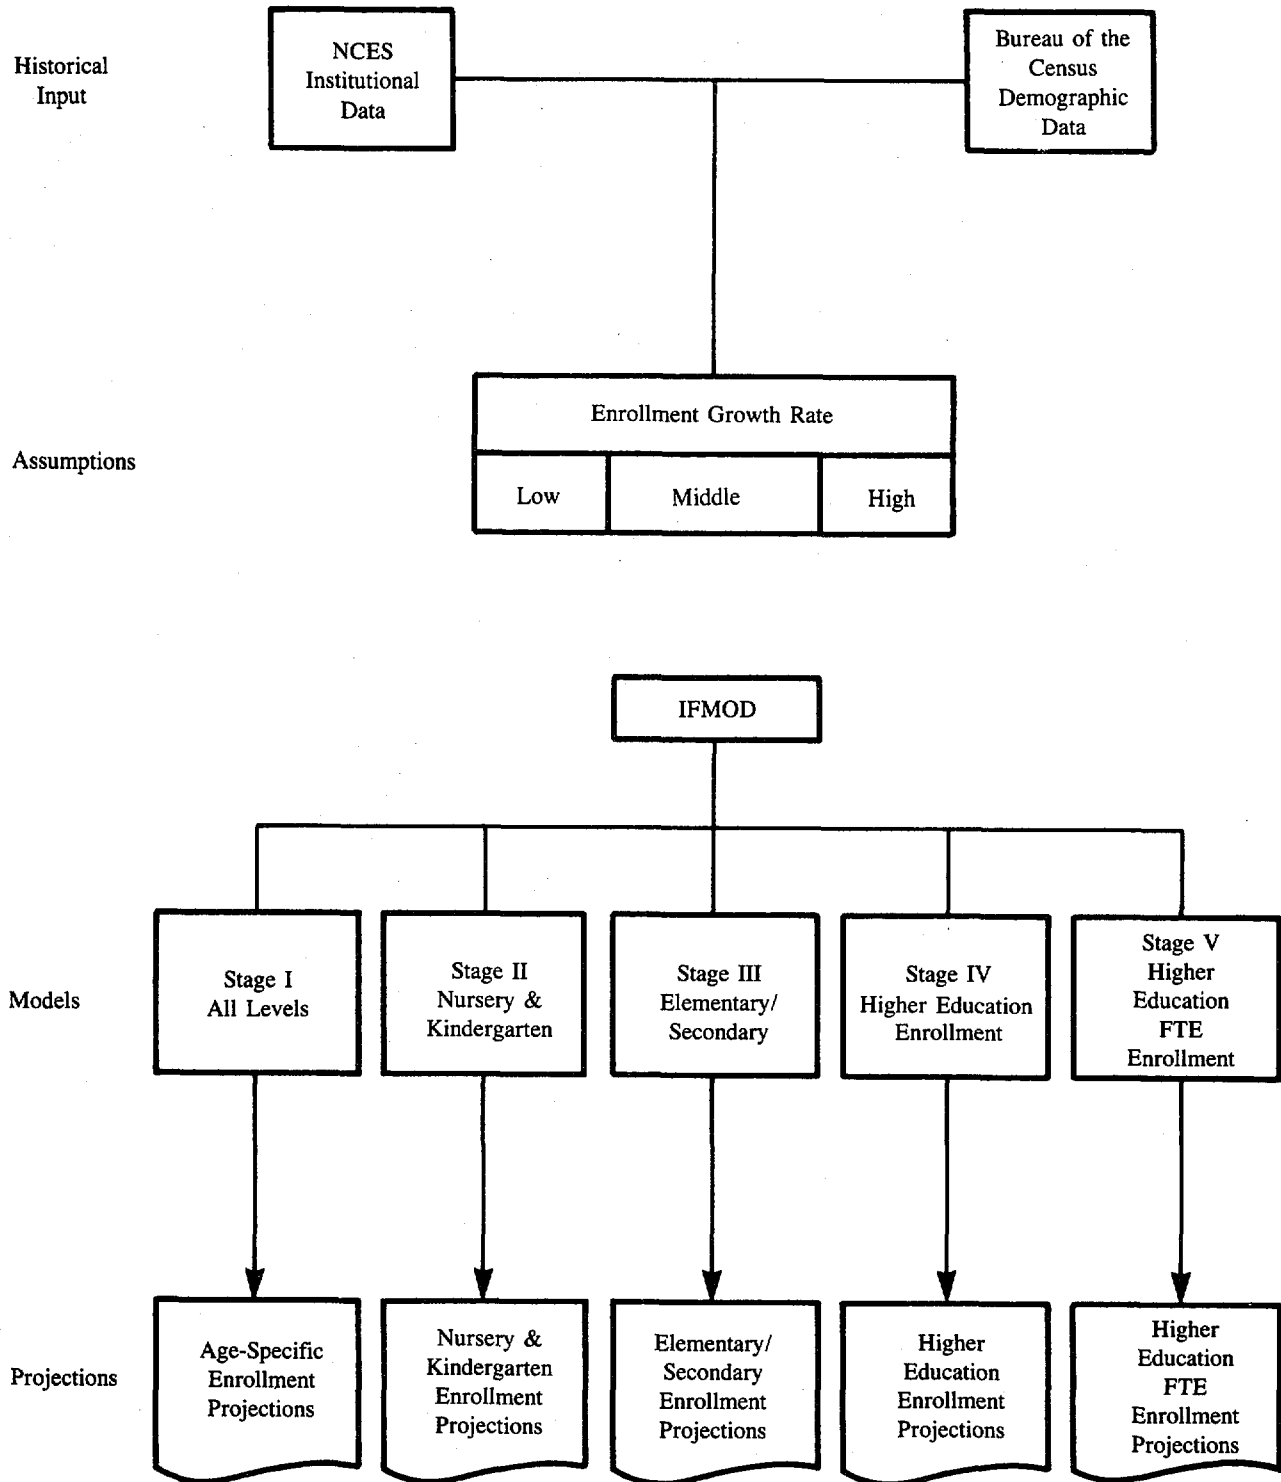 Historical
Input
NCES
Institutional
Data
Bureau of the
Census
Demographic
Data
Assumptions
Enrollment Growth Rate
Low
Middle
High
IFMOD
Models
Stage I
All Levels
Stage II
Nursery &
Kindergarten
Stage III
Elementary/
Secondary
Stage IV
Higher Education
Enrollment
Stage V
Higher
Education
FTE
Enrollment
Projections
Age-Specific
Enrollment
Projections
Nursery &
Kindergarten
Enrollment
Projections
Elementary/
Secondary
Enrollment
Projections
Higher
Education
Enrollment
Projections
Higher
Education
FTE
Enrollment
Projections